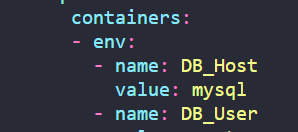 containers:
- env:
- name: DB_Host
value: mysql
- name: DB_User